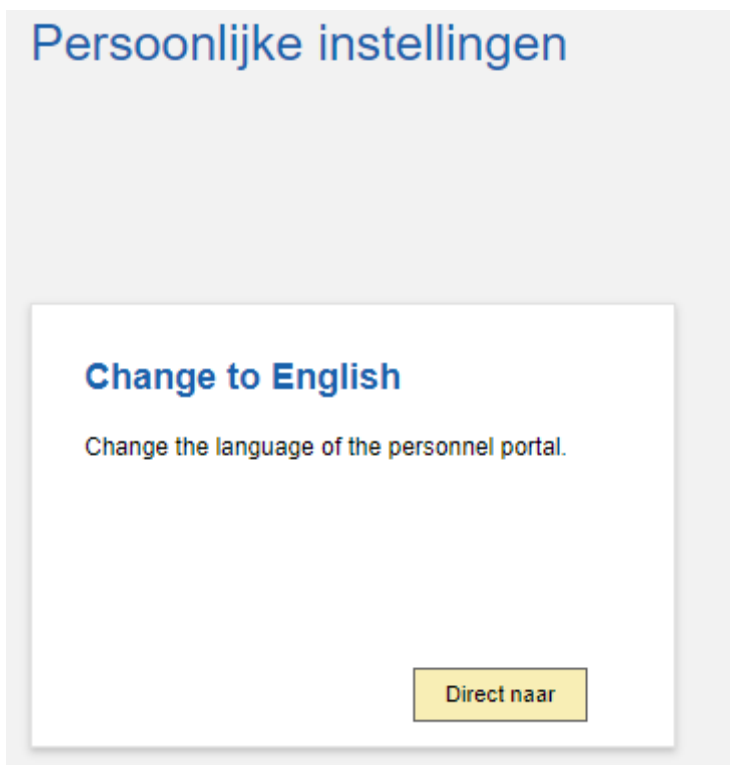 Persoonlijke instellingen
Change to English
Change the language of the personnel portal.
Direct naar